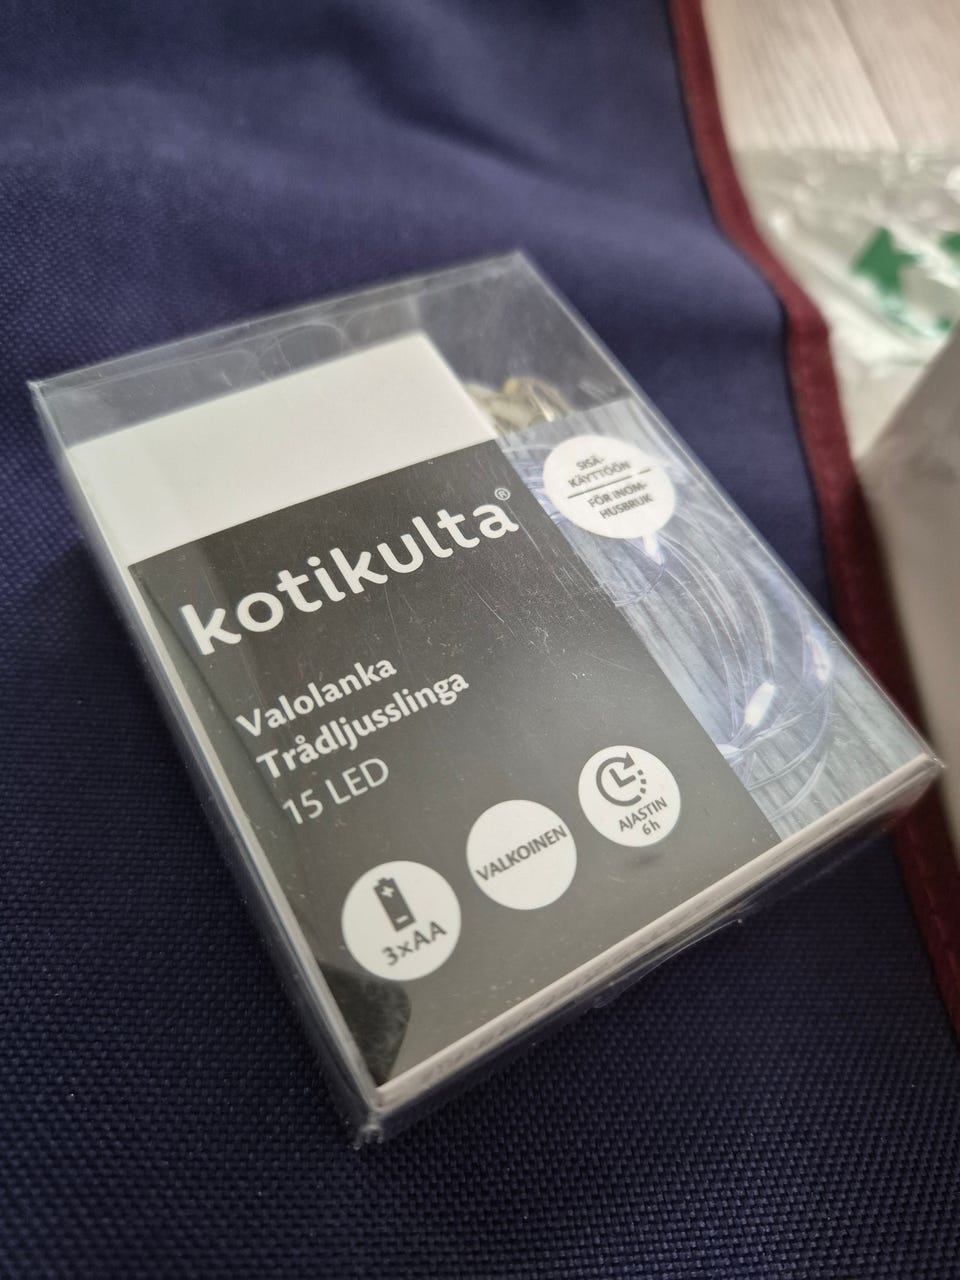 kotikulta®
Valolanka
Trådljusslinga
15 LED
3xAA
VALKOINEN
AJASTIN
6h
SISÄ-
KÄYTTÖÖN
FÖR INOM-
HUSBRUK